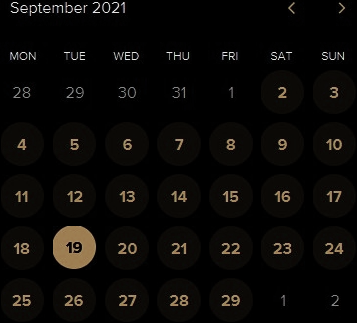 September 2021
MON TUE WED THU FRI SAT SUN
28 29 30 31 1 2 3
4 5 6 7 8 9 10
11 12 13 14 15 16 17
18 19 20 21 22 23 24
25 26 27 28 29 1 2